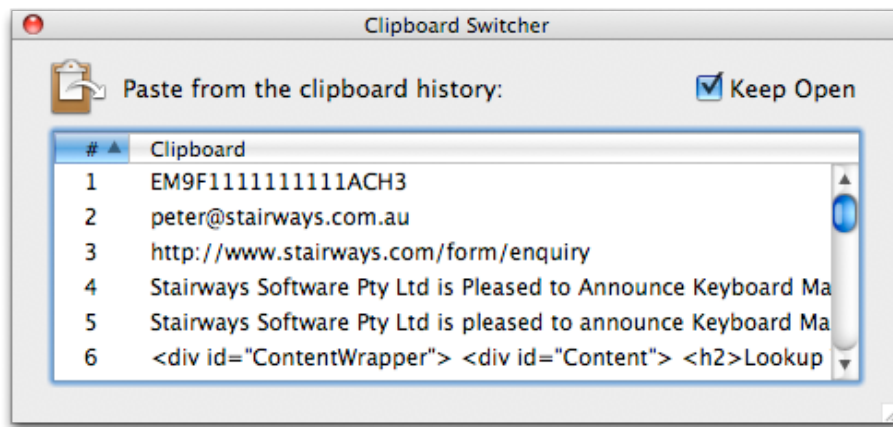 Clipboard Switcher
Paste from the clipboard history:
Keep Open
# Clipboard
1 EM9F1111111111ACH3
2 peter@stairways.com.au
3 http://www.stairways.com/form/enquiry
4 Stairways Software Pty Ltd is Pleased to Announce Keyboard Ma
5 Stairways Software Pty Ltd is pleased to announce Keyboard Ma
6 <div id="ContentWrapper"> <div id="Content"> <h2>Lookup